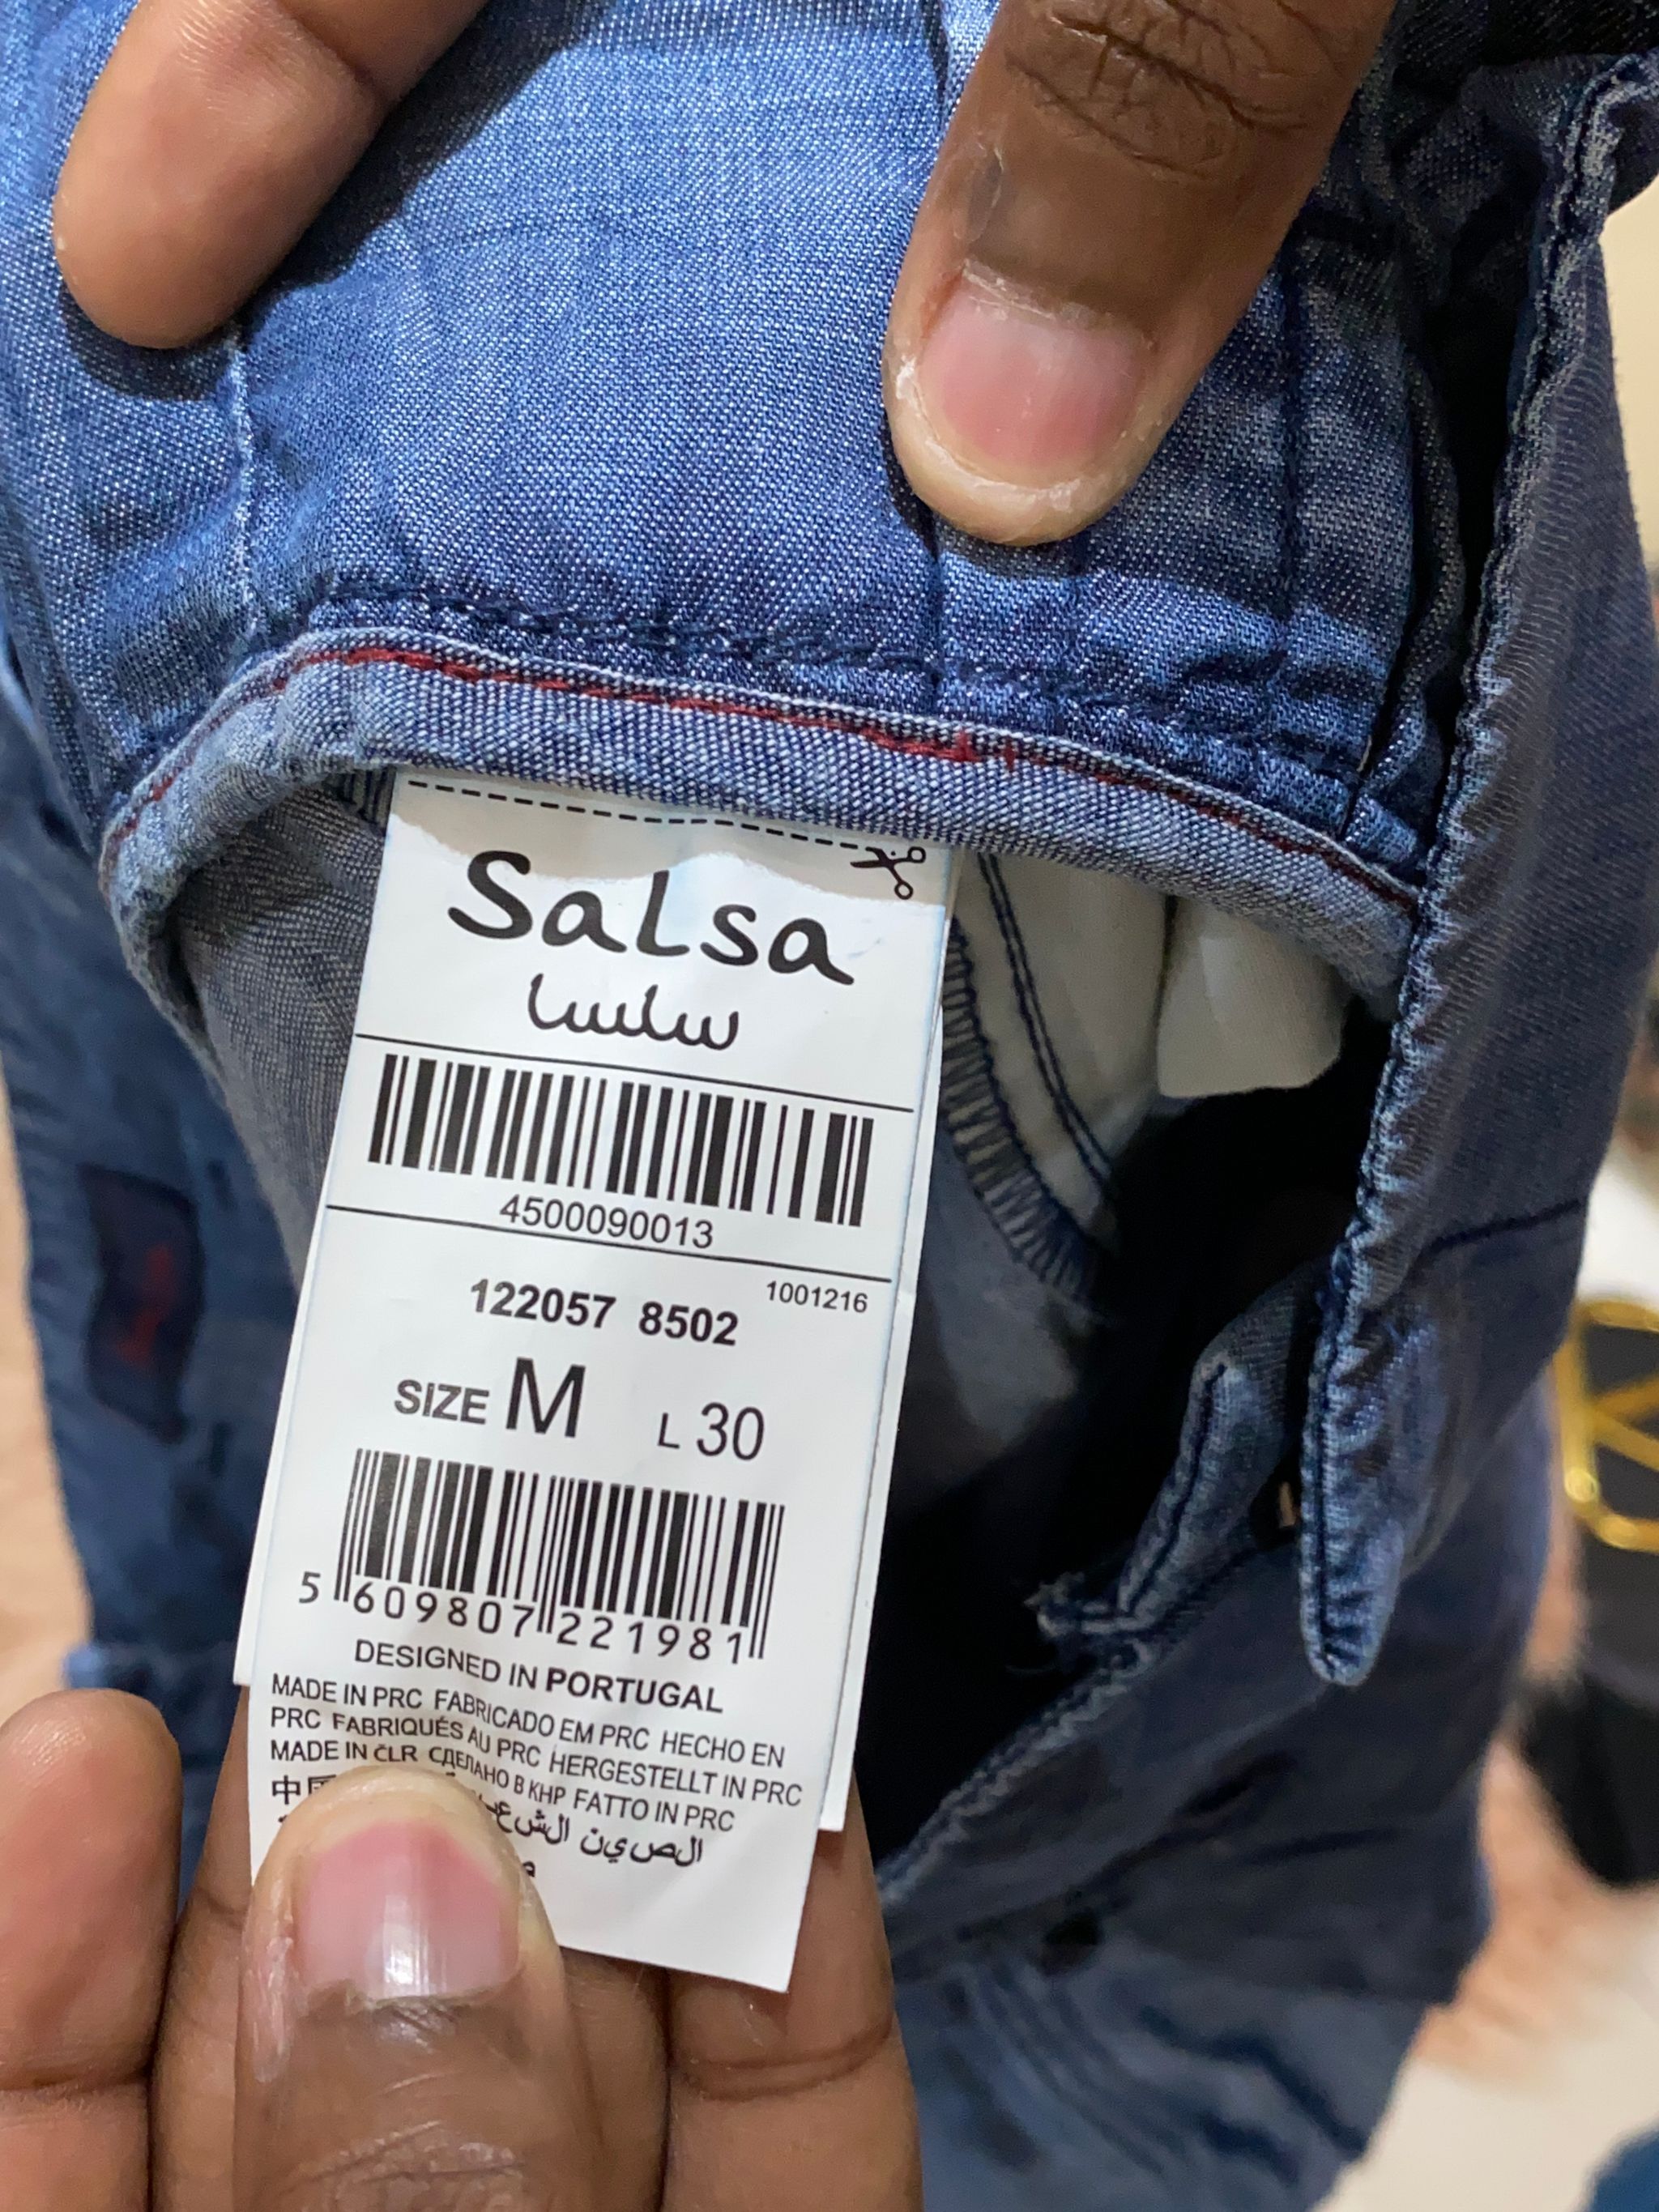 Salsa
سلسا
4500090013
1001216
122057 8502
SIZE M L 30
5 609807 221981
DESIGNED IN PORTUGAL
MADE IN PRC FABRICADO EM PRC HECHO EN
PRC FABRIQUÉS AU PRC HERGESTELLT IN PRC
MADE IN ČLR СДЕЛАНО В КНР FATTO IN PRC
中
الصين